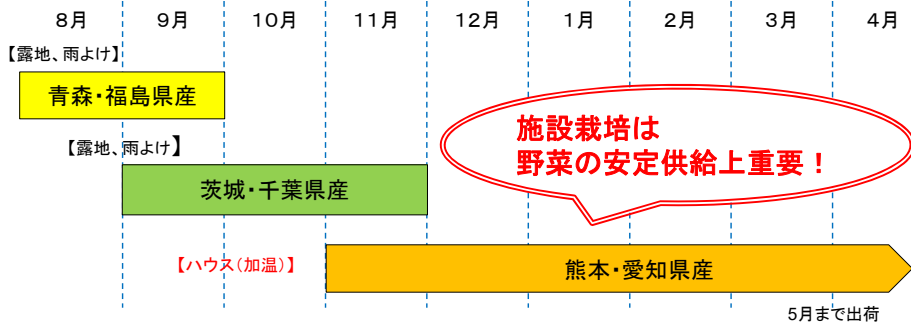 8月 9月 10月 11月 12月 1月 2月 3月 4月
【露地、雨よけ】
青森・福島県産
【露地、雨よけ】
茨城・千葉県産
施設栽培は
野菜の安定供給上重要！
【ハウス(加温)】
熊本・愛知県産
5月まで出荷